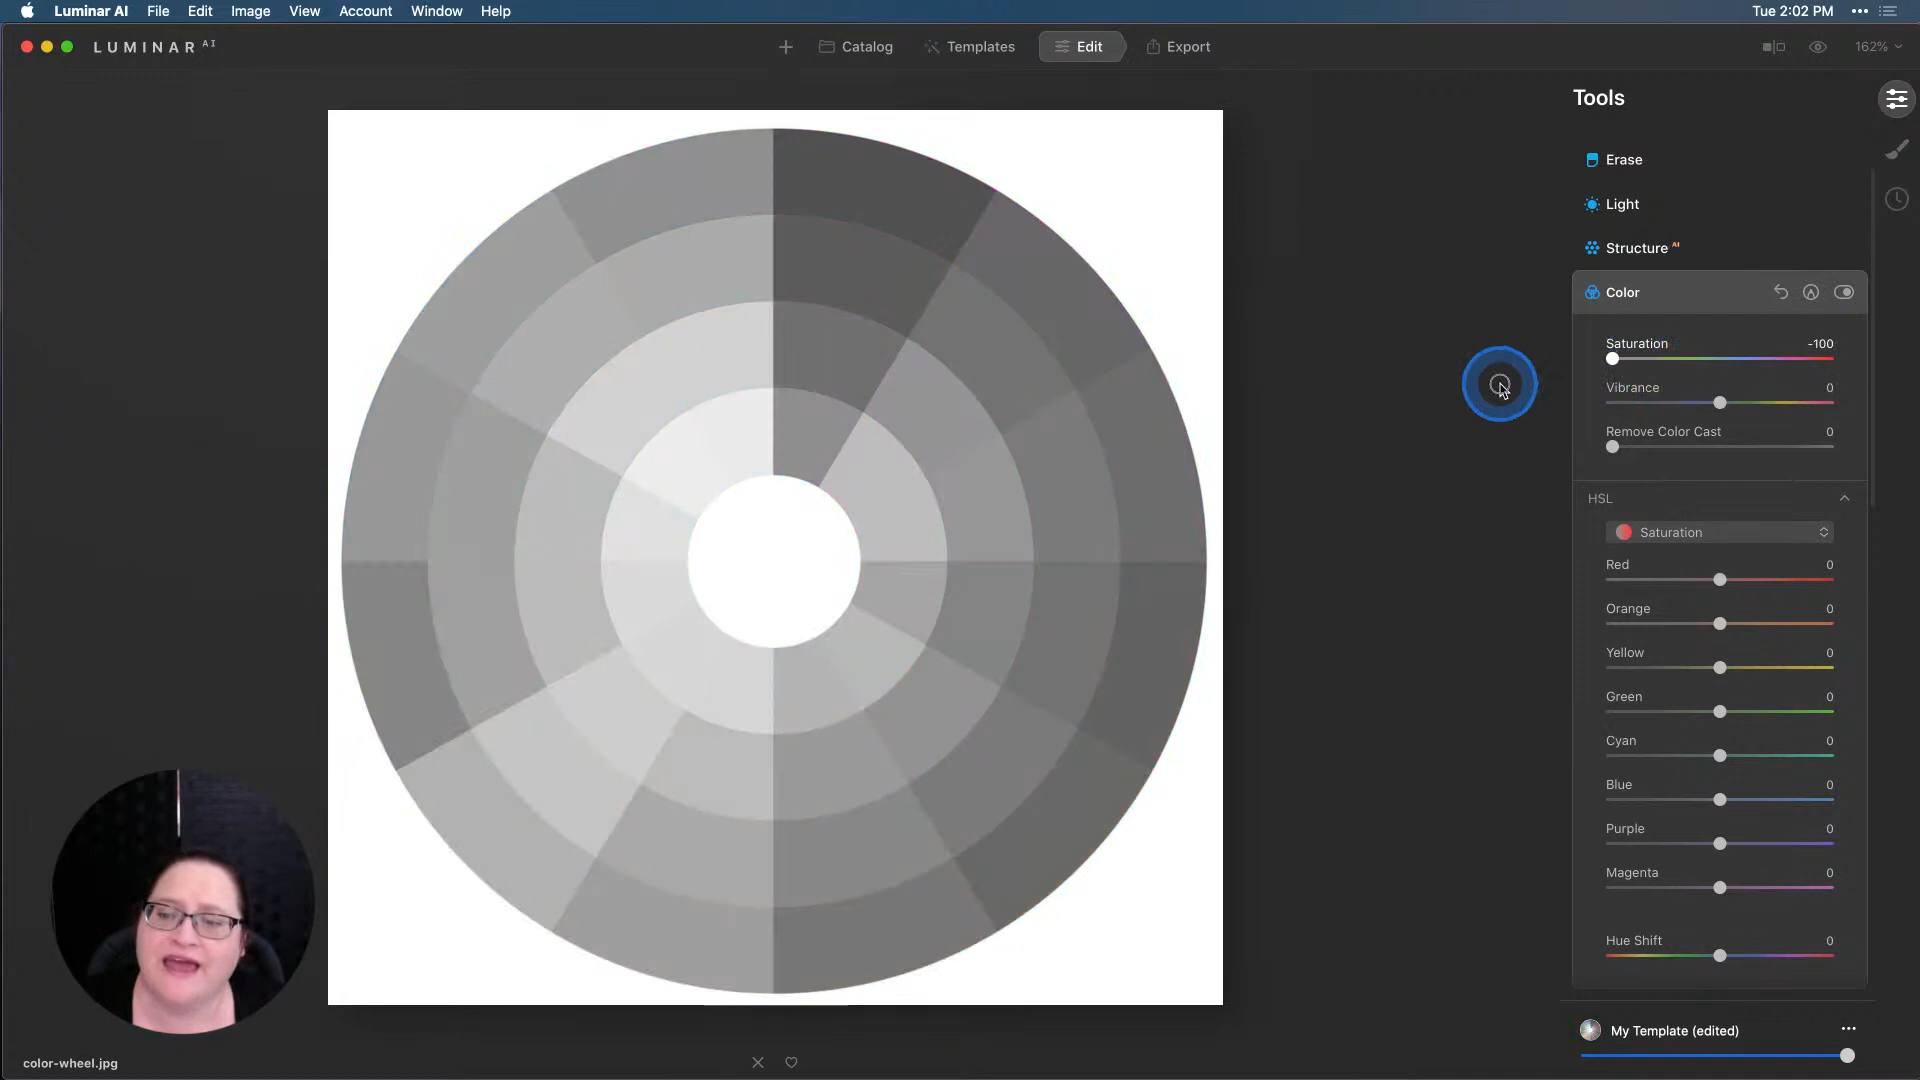 Luminar AI File Edit Image View Account Window Help Tue 2:02 PM
LUMINAR AI Catalog Templates Edit Export 162%
Tools
Erase
Light
Structure AI
Color
Saturation -100
Vibrance 0
Remove Color Cast 0
HSL
Saturation
Red 0
Orange 0
Yellow 0
Green 0
Cyan 0
Blue 0
Purple 0
Magenta 0
Hue Shift 0
My Template (edited)
color-wheel.jpg